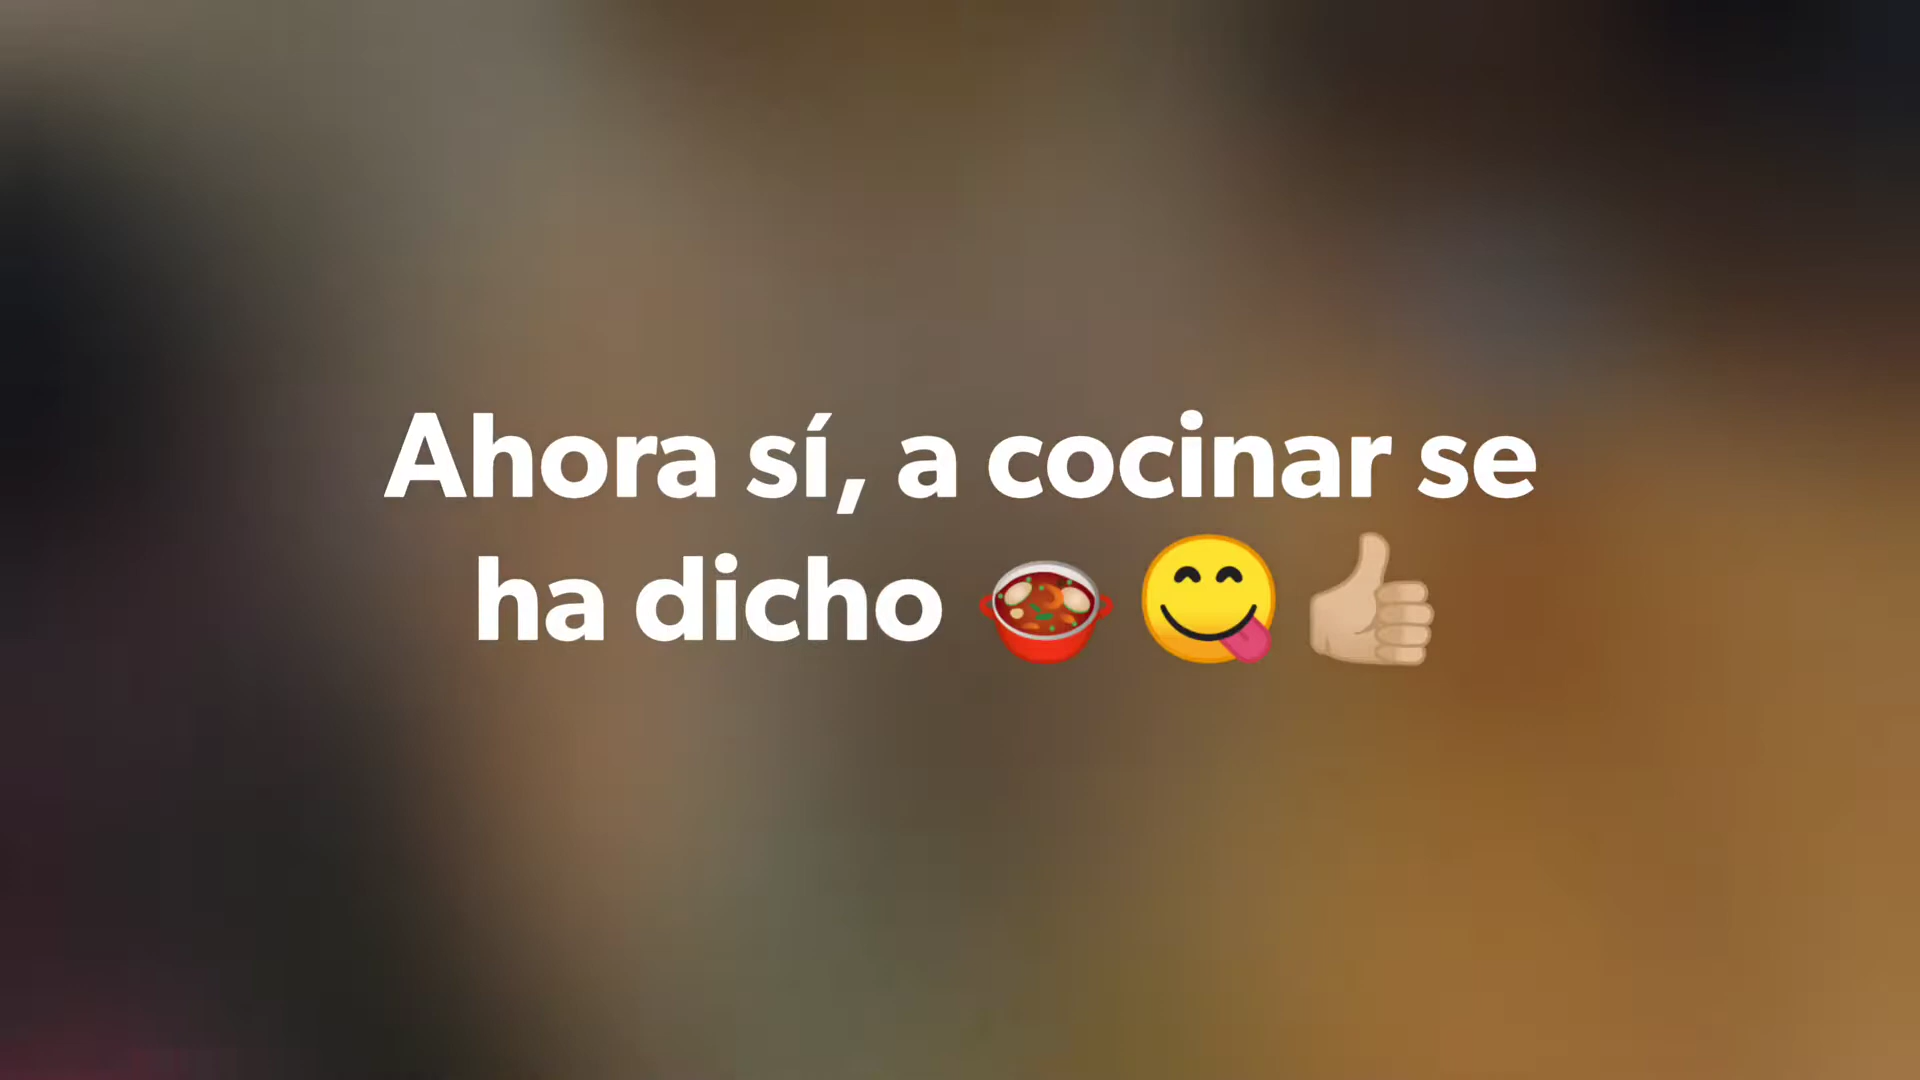 Ahora sí, a cocinar se
ha dicho 🍲 😋 👍🏼